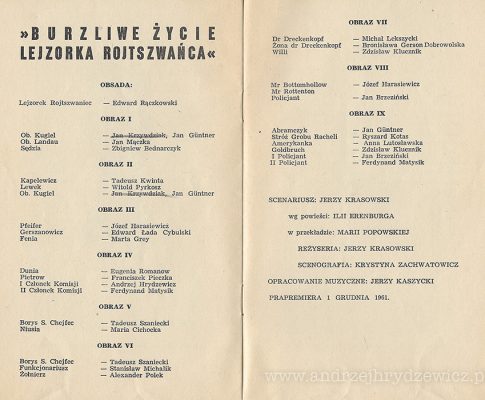 »BURZLIWE ŻYCIE
LEJZORKA ROJTSZWAŃCA«
OBSADA:
Lejzorek Rojtszwaniec — Edward Rączkowski
OBRAZ I
Ob. Kugiel — Jan Krzywdziak, Jan Güntner
Ob. Landau — Jan Mączka
Sędzia — Zbigniew Bednarczyk
OBRAZ II
Kapelewicz — Tadeusz Kwinta
Lewek — Witold Pyrkosz
Ob. Kugiel — Jan Krzywdziak, Jan Güntner
OBRAZ III
Pfeifer — Józef Harasiewicz
Gerszanowicz — Edward Łada Cybulski
Fenia — Marta Grey
OBRAZ IV
Dunia — Eugenia Romanow
Pietrow — Franciszek Pieczka
I Członek Komisji — Andrzej Hrydzewicz
II Członek Komisji — Ferdynand Matysik
OBRAZ V
Borys S. Chejfec — Tadeusz Szaniecki
Niusia — Maria Cichocka
OBRAZ VI
Borys S. Chejfec — Tadeusz Szaniecki
Funkcjonariusz — Stanisław Michalik
Żołnierz — Alexander Polek
OBRAZ VII
Dr Dreckenkopf — Michał Lekszycki
Żona dr Dreckenkopf — Bronisława Gerson Dobrowolska
Willi — Zdzisław Klucznik
OBRAZ VIII
Mr Bottomhollow — Józef Harasiewicz
Mr Rottenton
Policjant — Jan Brzeziński
OBRAZ IX
Abramczyk — Jan Güntner
Stróż Grobu Racheli — Ryszard Kotas
Amerykanka — Anna Lutosławska
Goldbruch — Zdzisław Klucznik
I Policjant — Jan Brzeziński
II Policjant — Ferdynand Matysik
SCENARIUSZ: JERZY KRASOWSKI
wg powieści: ILII ERENBURGA
w przekładzie: MARII POPOWSKIEJ
REŻYSERIA: JERZY KRASOWSKI
SCENOGRAFIA: KRYSTYNA ZACHWATOWICZ
OPRACOWANIE MUZYCZNE: JERZY KASZYCKI
PRAPREMIERA 1 GRUDNIA 1961.
www.andrzejhrydzewicz.p